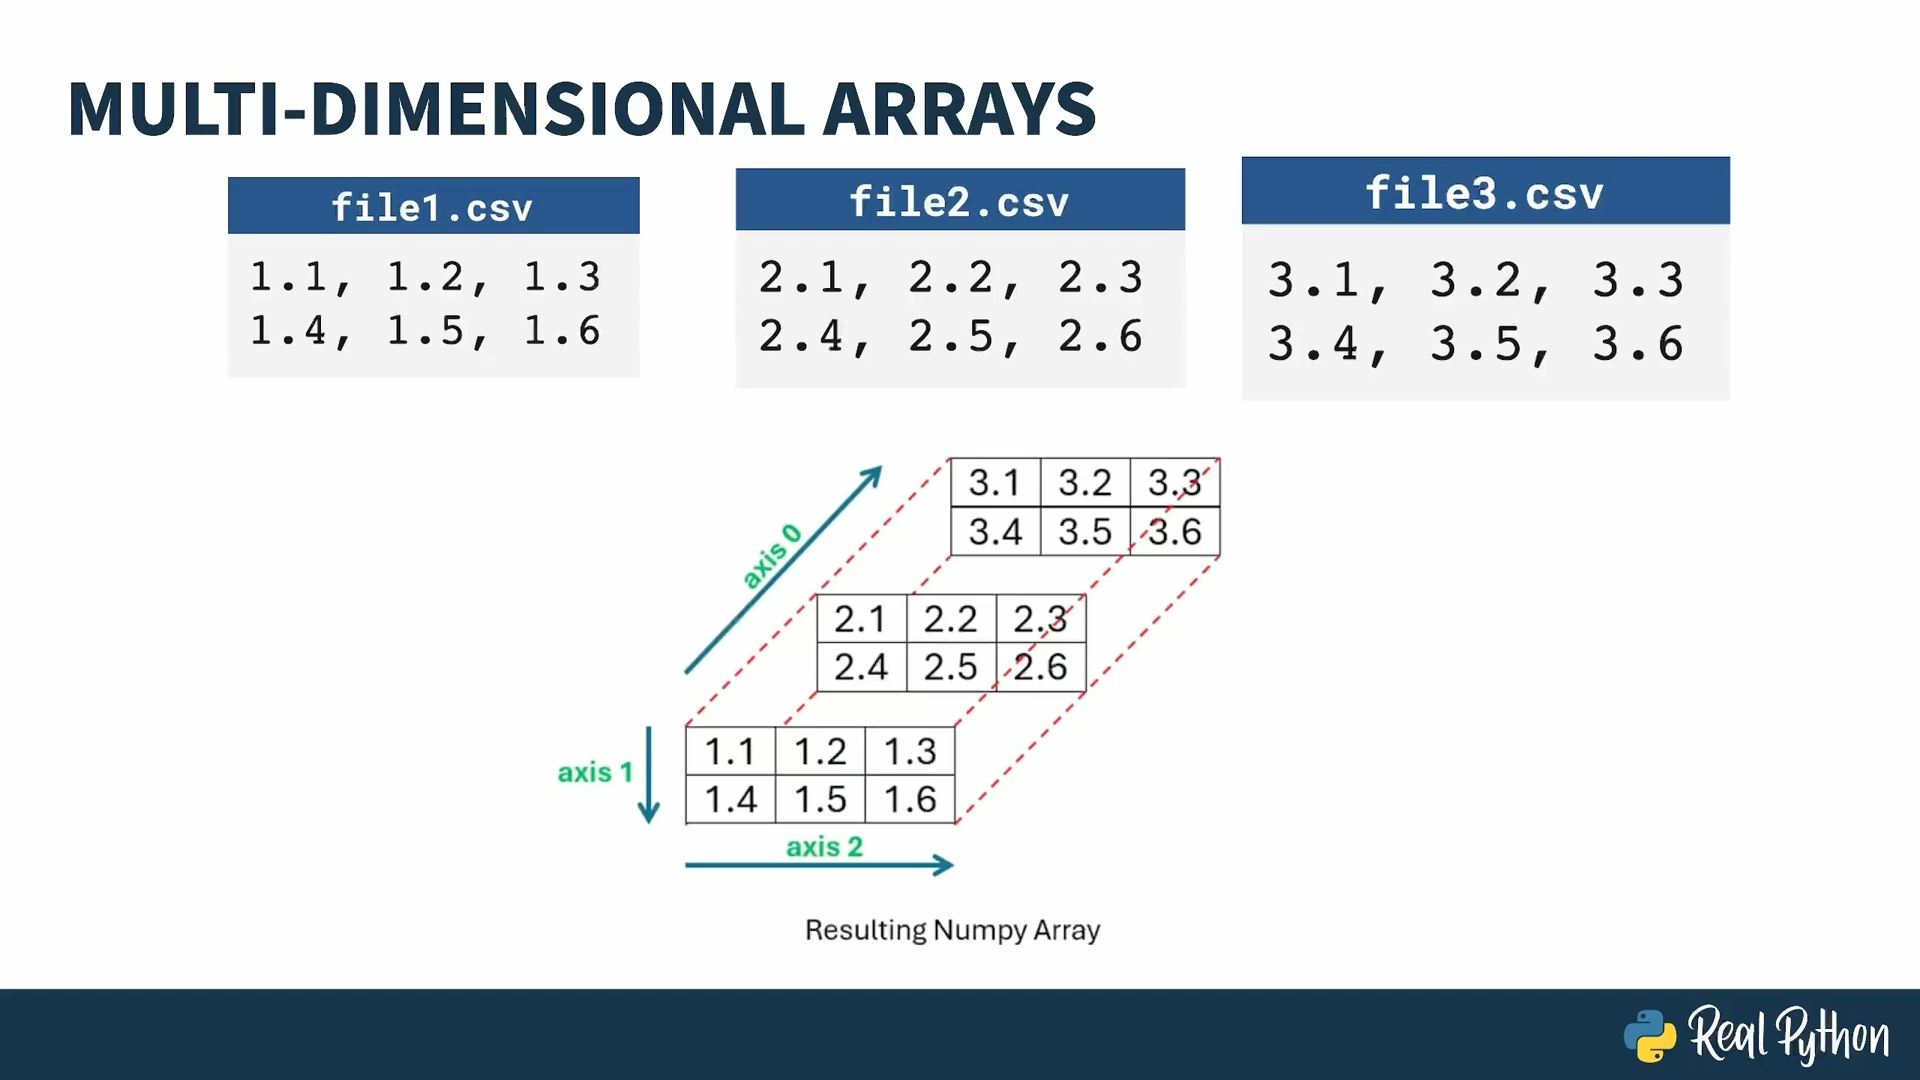 MULTI-DIMENSIONAL ARRAYS
file1.csv
1.1, 1.2, 1.3
1.4, 1.5, 1.6
file2.csv
2.1, 2.2, 2.3
2.4, 2.5, 2.6
file3.csv
3.1, 3.2, 3.3
3.4, 3.5, 3.6
axis 0
3.1 3.2 3.3
3.4 3.5 3.6
2.1 2.2 2.3
2.4 2.5 2.6
axis 1
1.1 1.2 1.3
1.4 1.5 1.6
axis 2
Resulting Numpy Array
Real Python